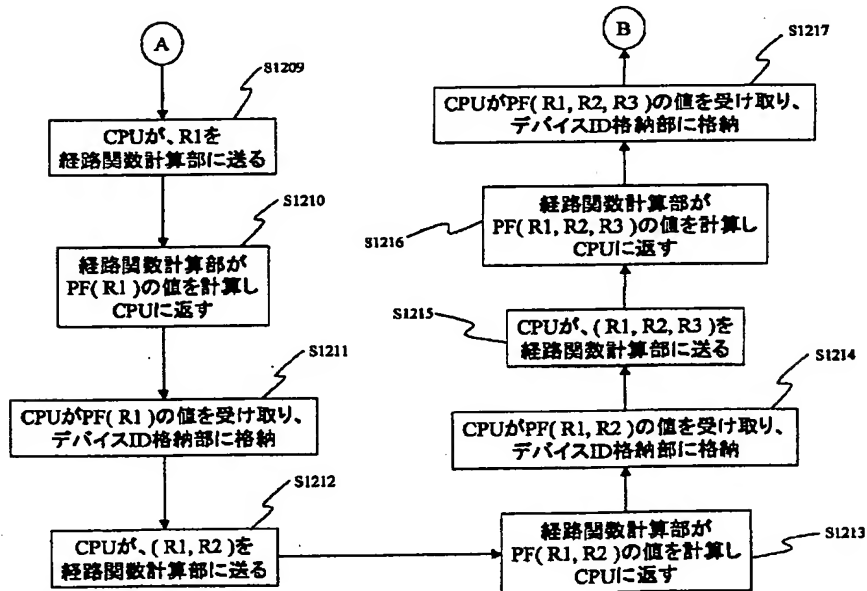 A
S1209
CPUが、R1を
経路関数計算部に送る
S1210
経路関数計算部が
PF( R1 )の値を計算し
CPUに返す
S1211
CPUがPF( R1 )の値を受け取り、
デバイスID格納部に格納
S1212
CPUが、( R1, R2 )を
経路関数計算部に送る
S1213
経路関数計算部が
PF( R1, R2 )の値を計算し
CPUに返す
S1214
CPUがPF( R1, R2 )の値を受け取り、
デバイスID格納部に格納
S1215
CPUが、( R1, R2, R3 )を
経路関数計算部に送る
S1216
経路関数計算部が
PF( R1, R2, R3 )の値を計算し
CPUに返す
S1217
CPUがPF( R1, R2, R3 )の値を受け取り、
デバイスID格納部に格納
B